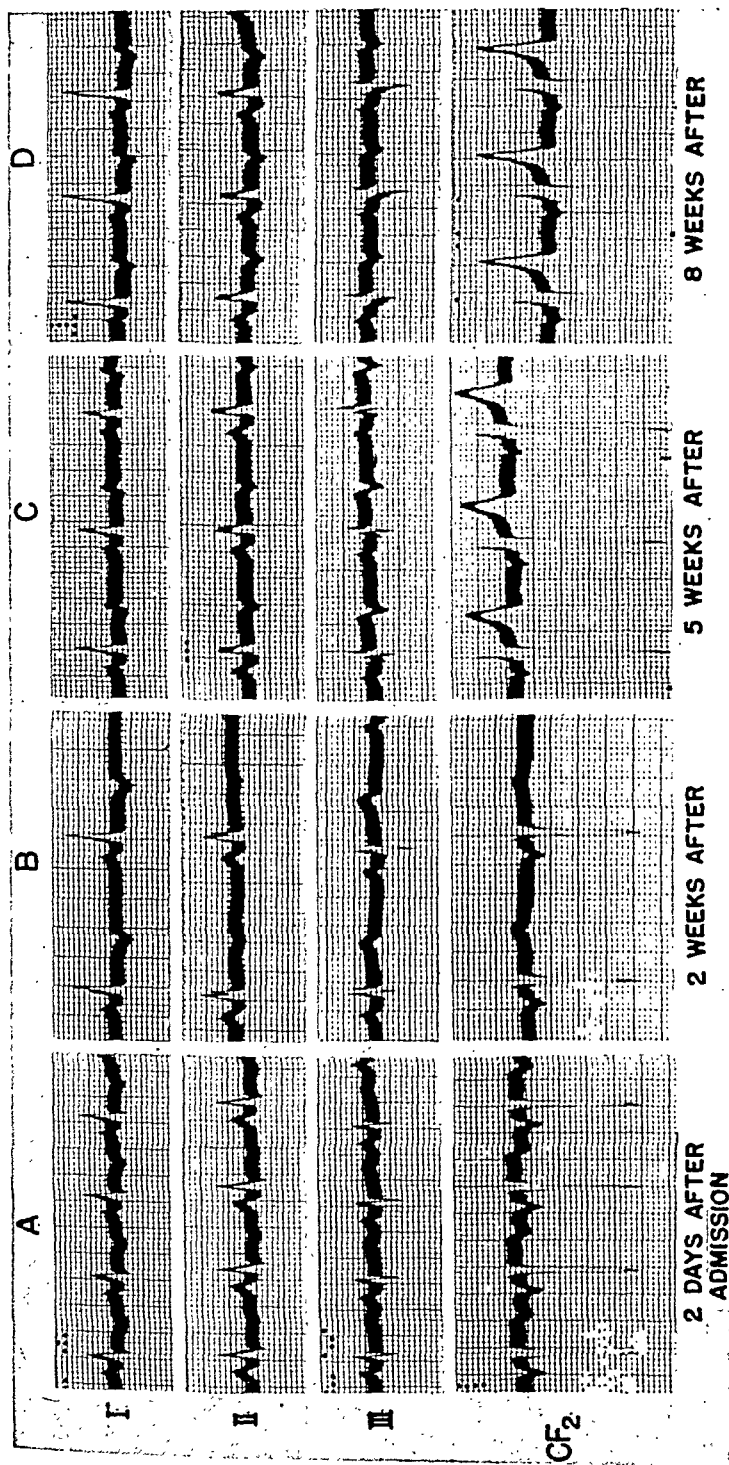 A
B
C
D
I
II
III
CF2
2 DAYS AFTER
ADMISSION
2 WEEKS AFTER
5 WEEKS AFTER
8 WEEKS AFTER